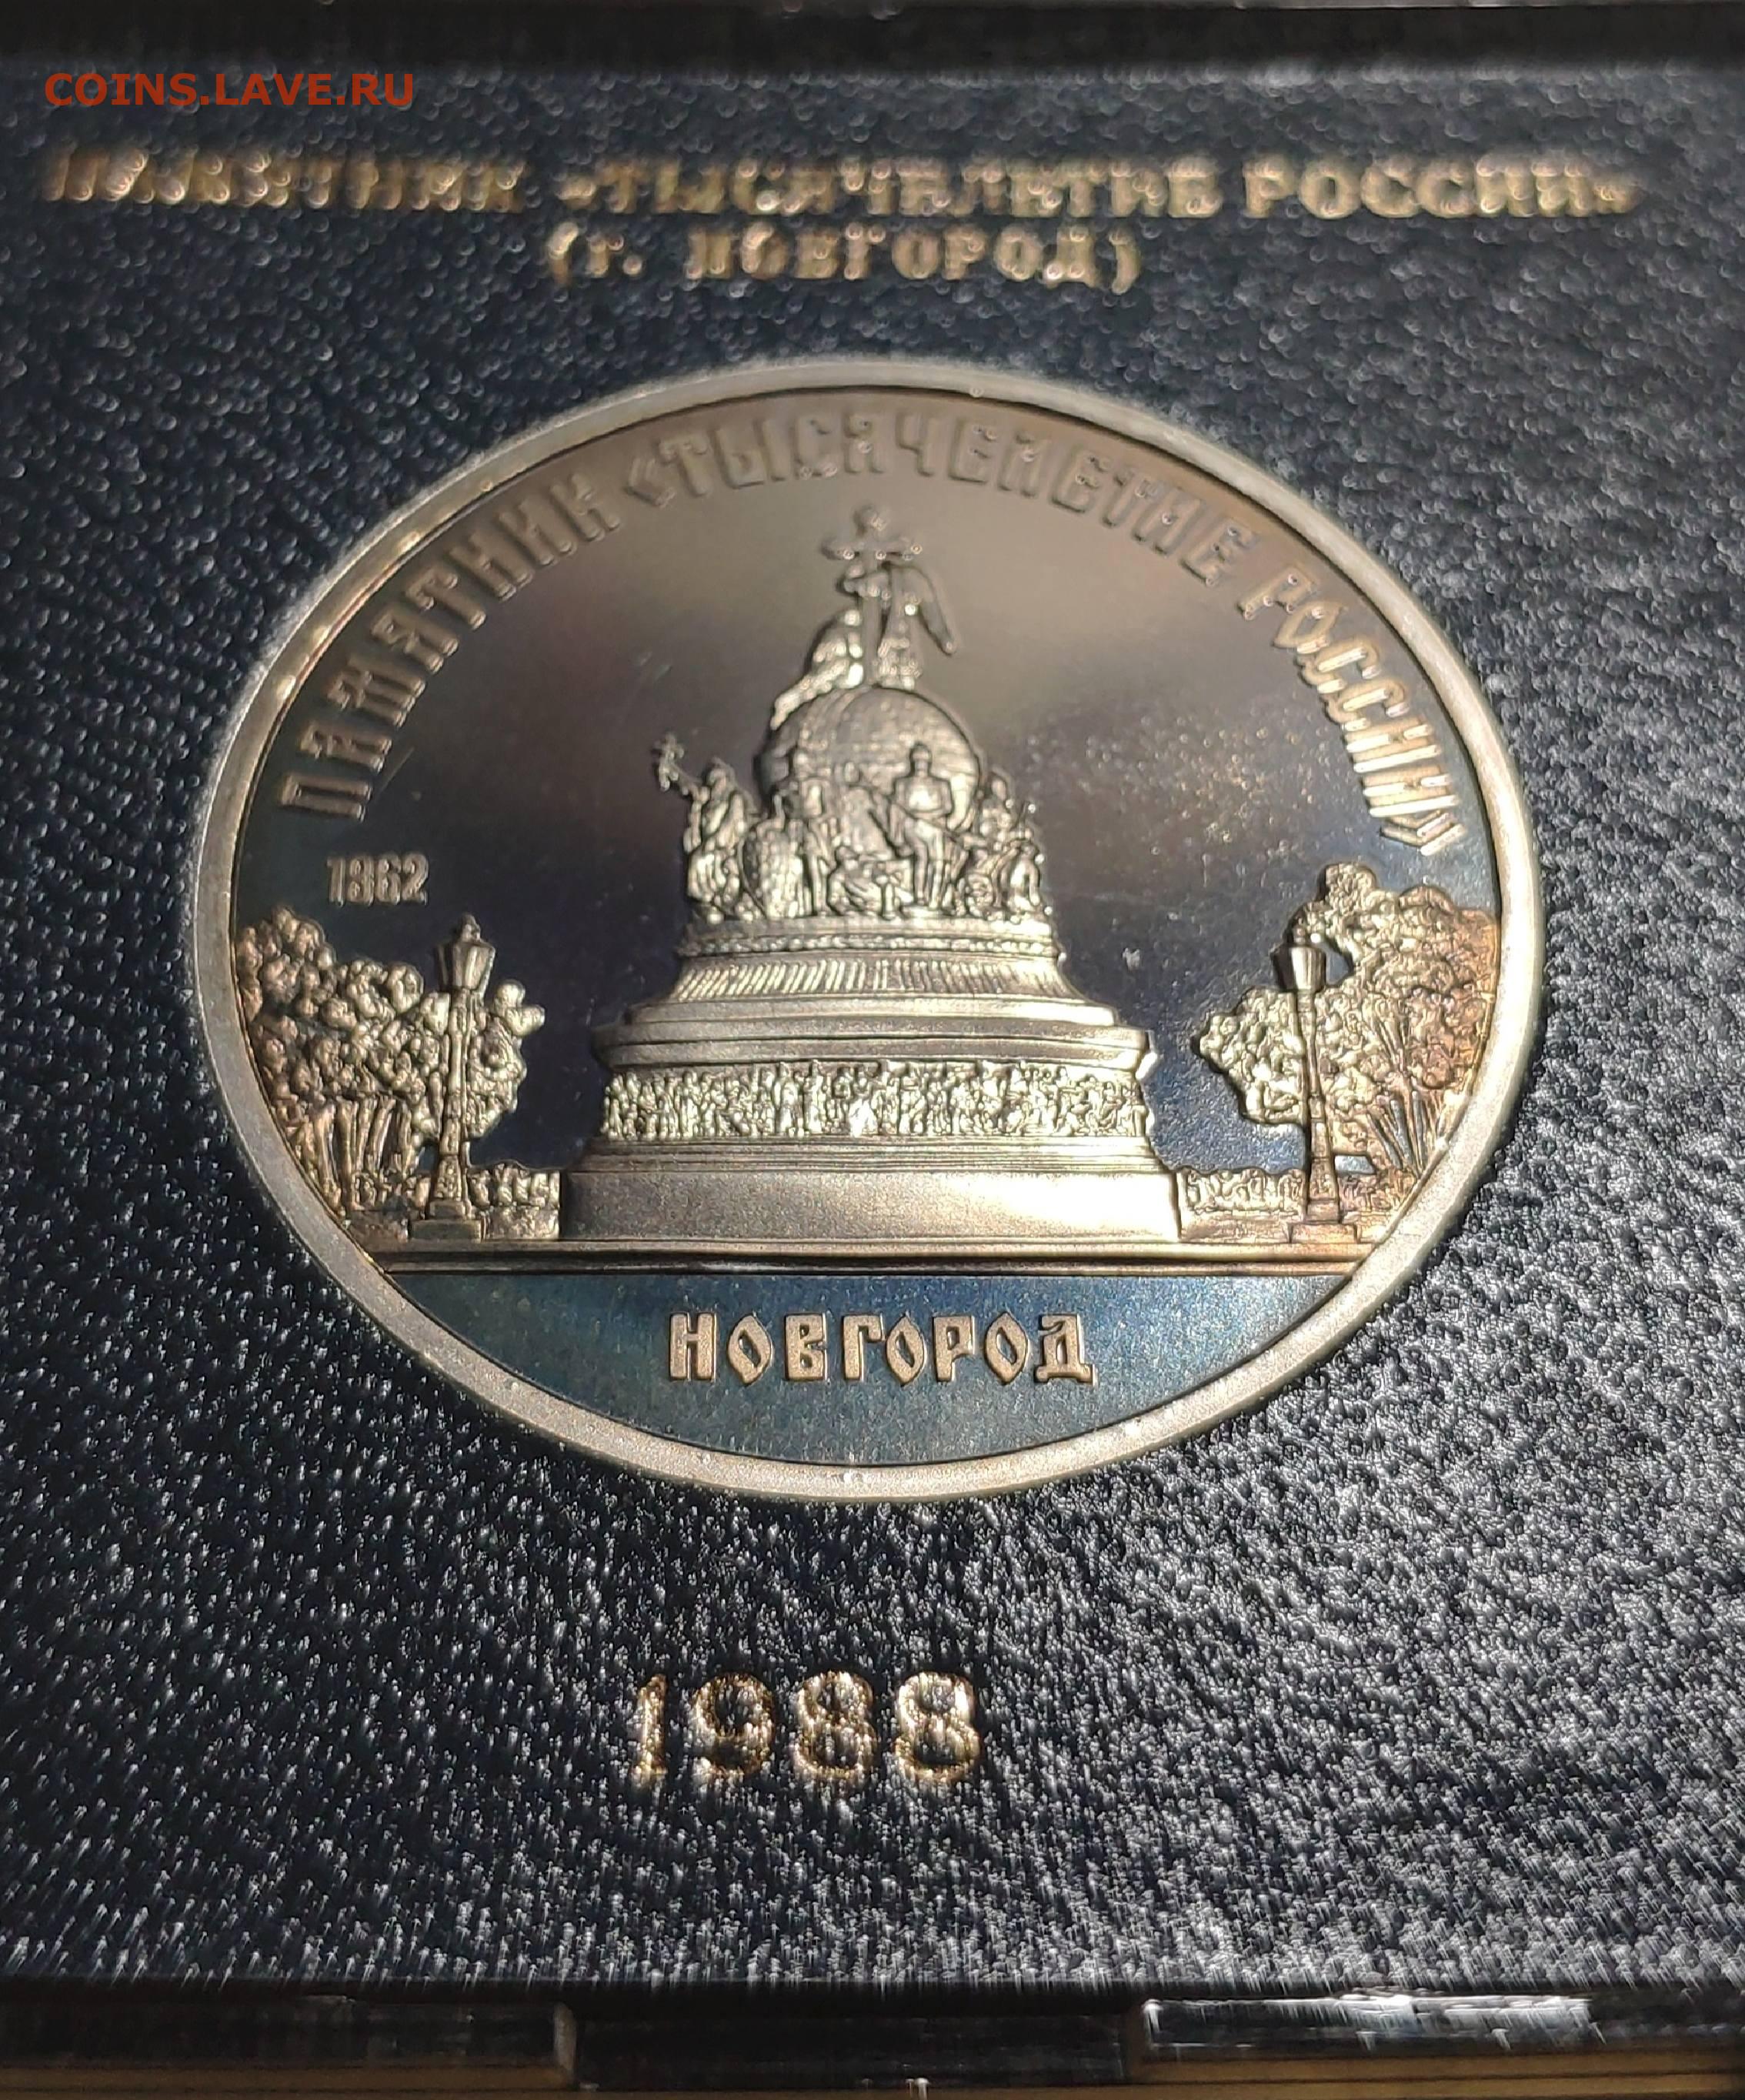 COINS.LAVE.RU
ПАМЯТНИК «ТЫСЯЧЕЛЕТИЕ РОССИИ»
(г. НОВГОРОД)
ПАМЯТНИК «ТЫСЯЧЕЛЕТИЕ РОССИИ»
1862
НОВГОРОД
1988